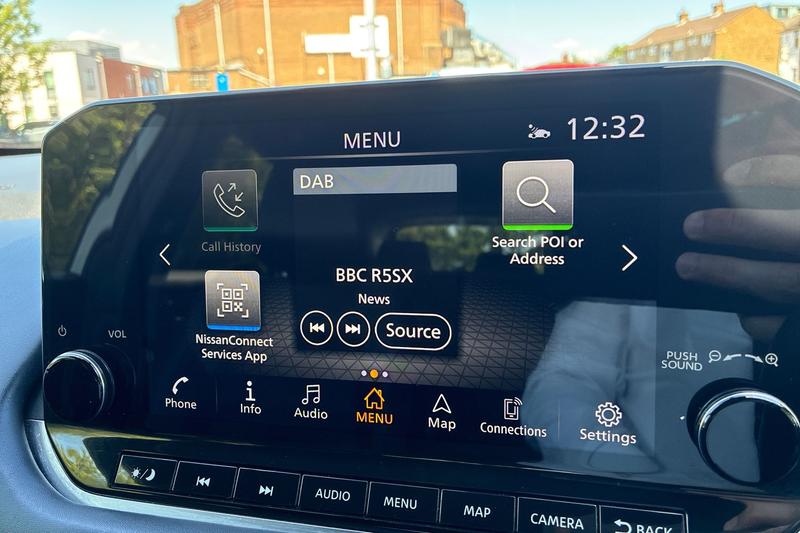 MENU
12:32
DAB
Call History
Search POI or
Address
BBC R5SX
News
Source
NissanConnect
Services App
VOL
PUSH
SOUND
Phone
Info
Audio
MENU
Map
Connections
Settings
AUDIO
MENU
MAP
CAMERA
BACK